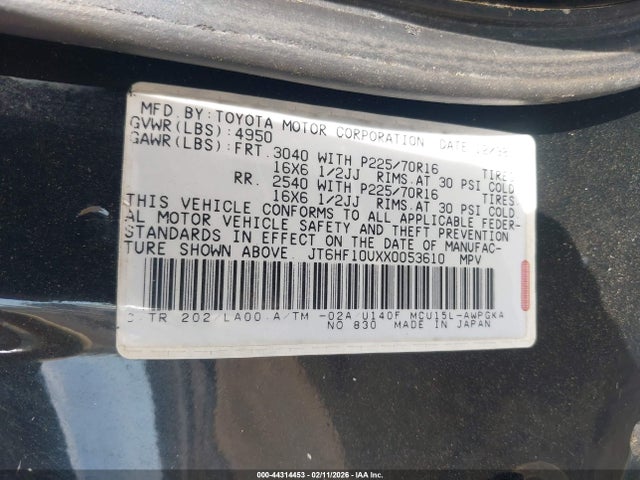 MFD.BY:TOYOTA MOTOR CORPORATION DATE
GVWR(LBS):4950
GAWR(LBS):FRT.3040 WITH P225/70R16 TIRES
16X6 1/2JJ RIMS AT 30 PSI COLD
RR. 2540 WITH P225/70R16 TIRES
16X6 1/2JJ RIMS AT 30 PSI COLD
THIS VEHICLE CONFORMS TO ALL APPLICABLE FEDER-
AL MOTOR VEHICLE SAFETY AND THEFT PREVENTION
STANDARDS IN EFFECT ON THE DATE OF MANUFAC-
TURE SHOWN ABOVE. JT6HF10UXX0053610 MPV
C/TR 202/LA00 A/TM -02A/U140F MCU15L-AWPGKA
NO 830 MADE IN JAPAN
000-44314453 - 02/11/2026 - IAA Inc.